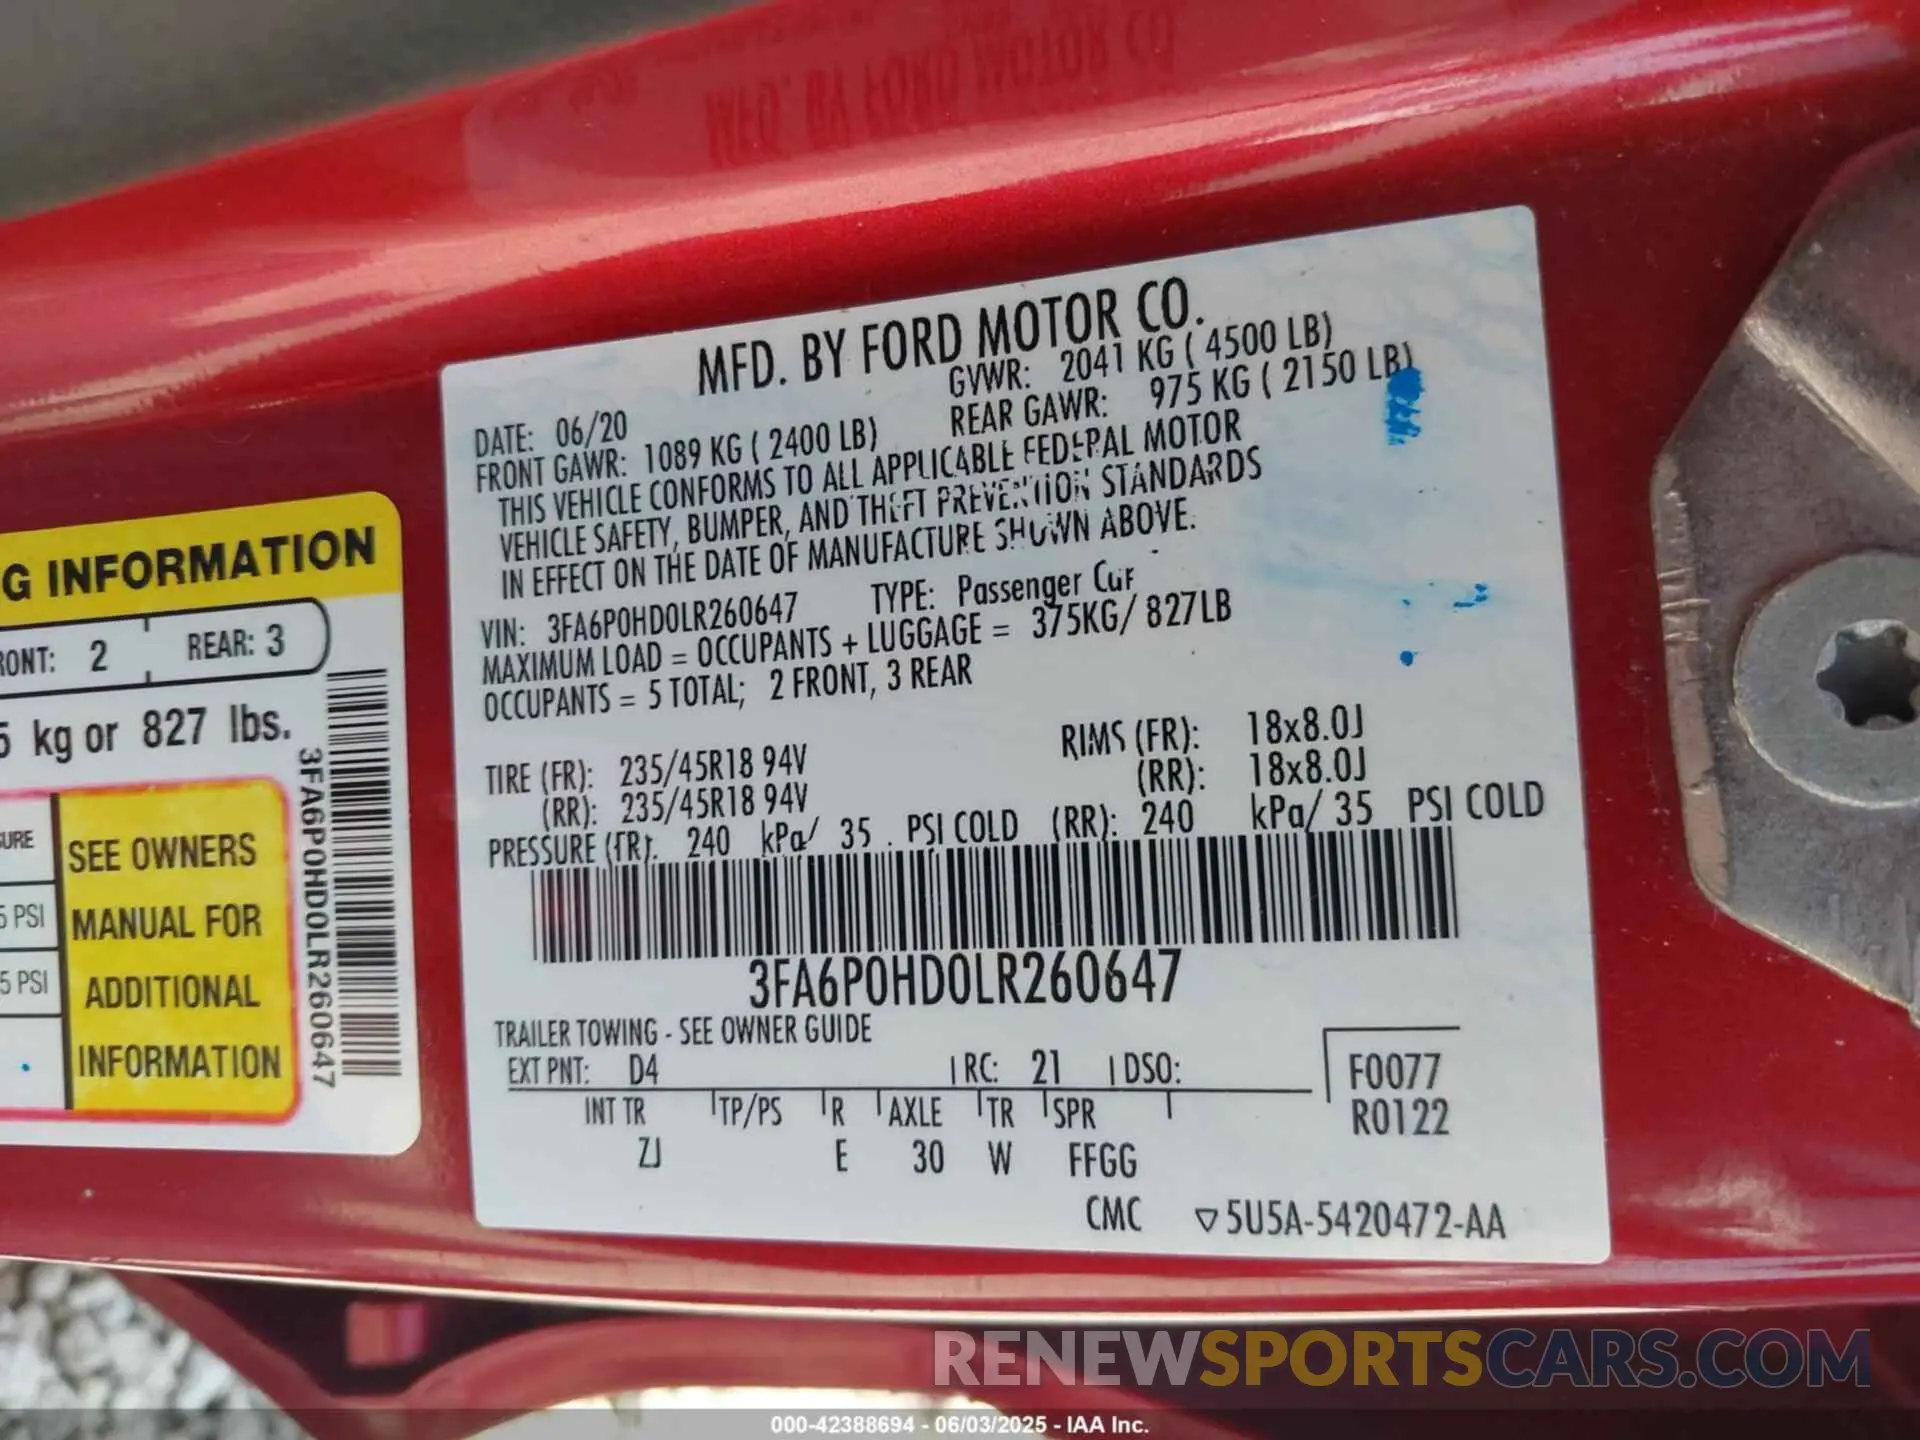 MFD. BY FORD MOTOR CO.
DATE: 06/20 GVWR: 2041 KG ( 4500 LB)
FRONT GAWR: 1089 KG ( 2400 LB) REAR GAWR: 975 KG ( 2150 LB)
THIS VEHICLE CONFORMS TO ALL APPLICABLE FEDERAL MOTOR
VEHICLE SAFETY, BUMPER, AND THEFT PREVENTION STANDARDS
IN EFFECT ON THE DATE OF MANUFACTURE SHOWN ABOVE.
VIN: 3FA6P0HD0LR260647 TYPE: Passenger Car
MAXIMUM LOAD = OCCUPANTS + LUGGAGE = 375KG/ 827LB
OCCUPANTS = 5 TOTAL; 2 FRONT, 3 REAR
TIRE (FR): 235/45R18 94V RIMS (FR): 18x8.0J
(RR): 235/45R18 94V (RR): 18x8.0J
PRESSURE (FR): 240 kPa/ 35 PSI COLD (RR): 240 kPa/ 35 PSI COLD
3FA6P0HD0LR260647
TRAILER TOWING - SEE OWNER GUIDE
EXT PNT: D4 RC: 21 DSO:
F0077
R0122
INT TR TP/PS R AXLE TR SPR
ZJ E 30 W FFGG
CMC ▽5U5A-5420472-AA
G INFORMATION
RONT: 2 REAR: 3
5 kg or 827 lbs.
3FA6P0HD0LR260647
URE
5 PSI
5 PSI
SEE OWNERS
MANUAL FOR
ADDITIONAL
INFORMATION
MFD. BY FORD MOTOR CO
RENEWSPORTSCARS.COM
000-42388694 - 06/03/2025 - IAA Inc.